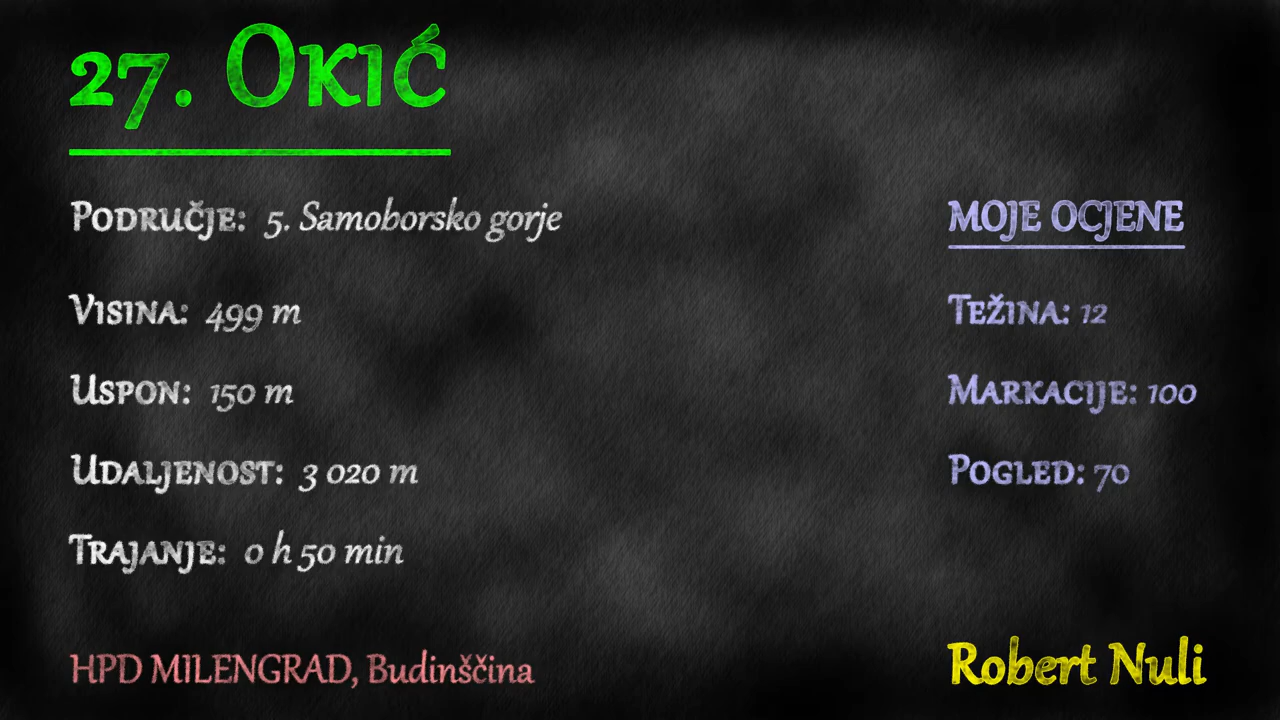 27. Okić
Područje: 5. Samoborsko gorje
Visina: 499 m
Uspon: 150 m
Udaljenost: 3 020 m
Trajanje: 0 h 50 min
MOJE OCJENE
Težina: 12
Markacije: 100
Pogled: 70
HPD MILENGRAD, Budinščina
Robert Nuli